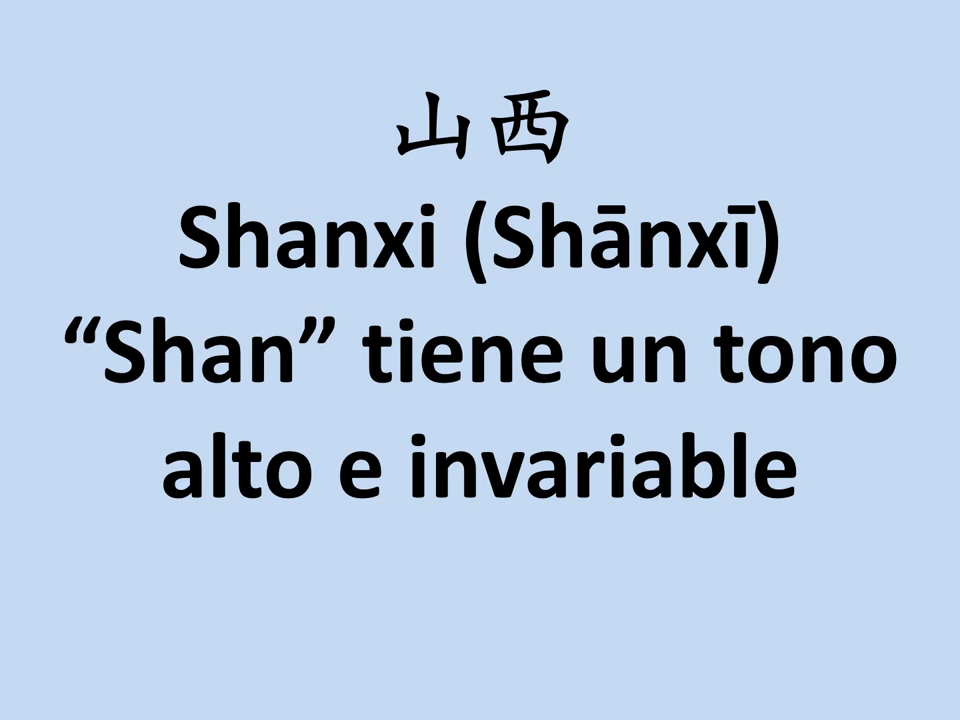 山西
Shanxi (Shānxī)
“Shan” tiene un tono
alto e invariable